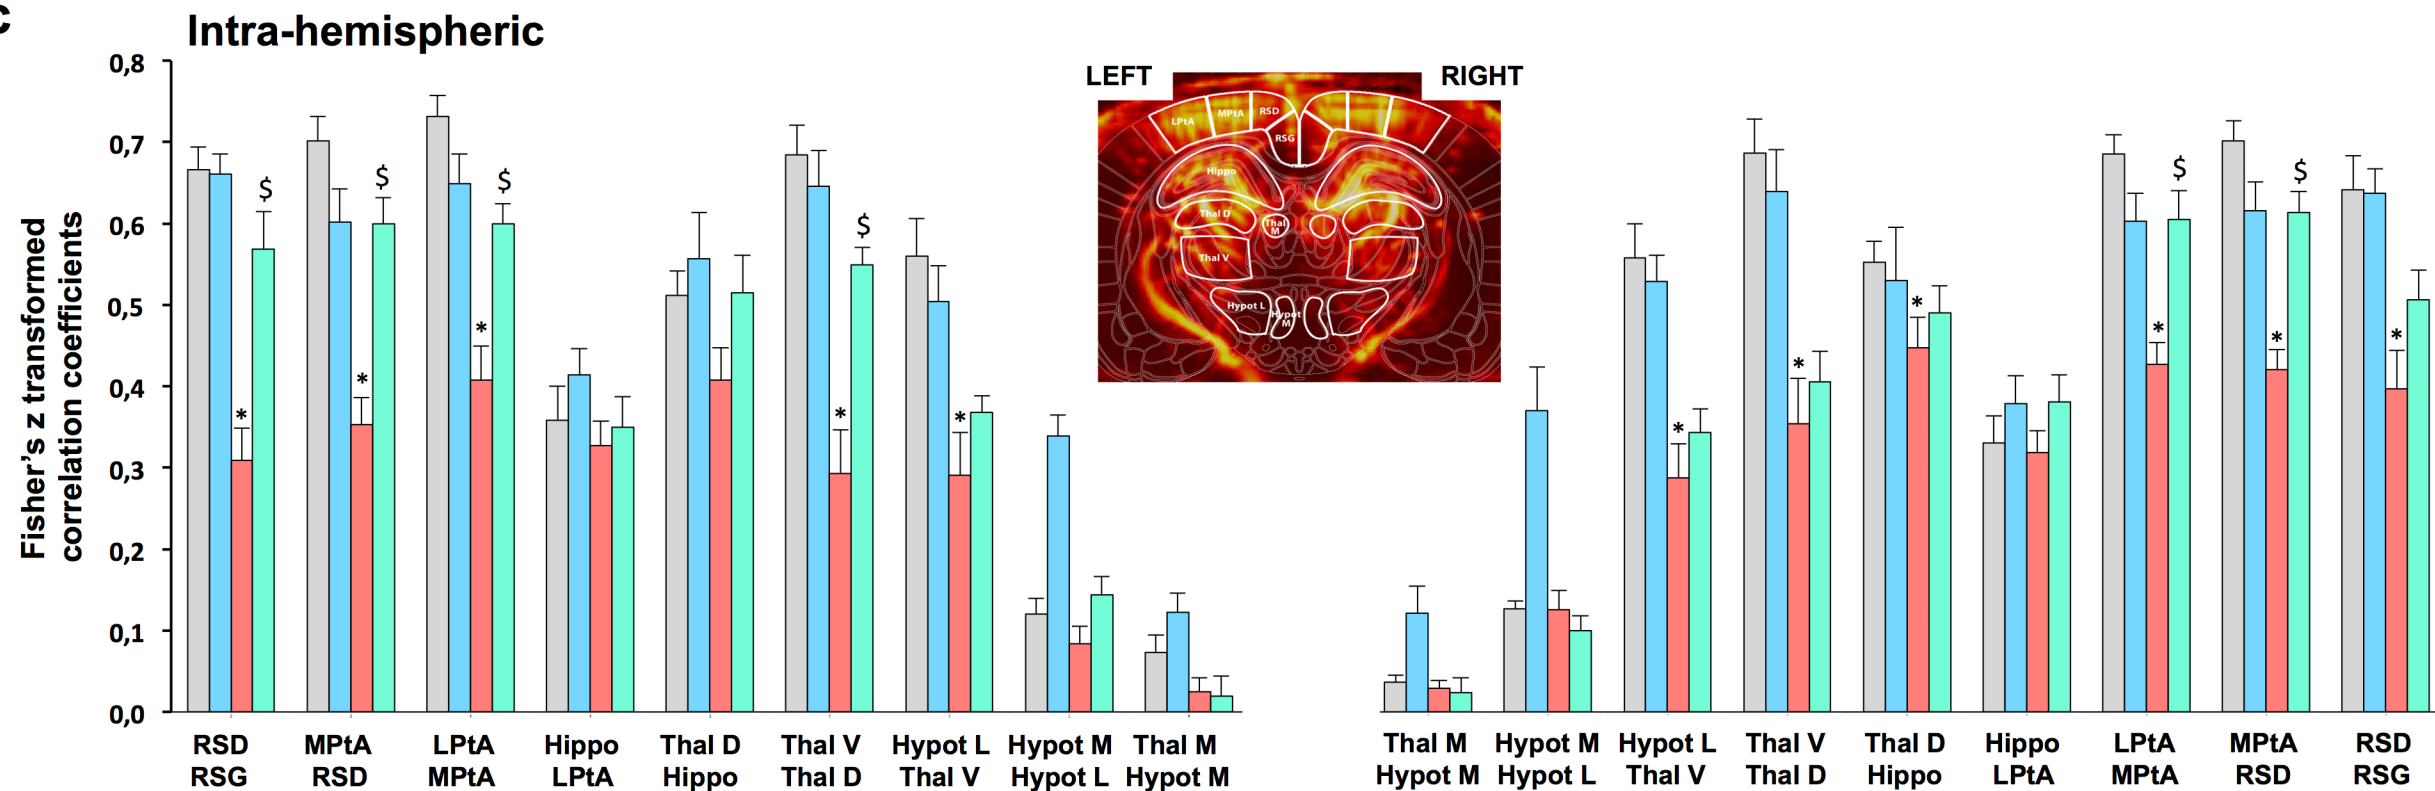 c
Intra-hemispheric
Fisher's z transformed
correlation coefficients
0,8
0,7
0,6
0,5
0,4
0,3
0,2
0,1
0,0
$ $ $ $
* * * * *
RSD MPtA LPtA Hippo Thal D Thal V Hypot L Hypot M Thal M
RSG RSD MPtA LPtA Hippo Thal D Thal V Hypot L Hypot M
LEFT RIGHT
LPtA MPtA RSD
RSG
Hippo
Thal D
Thal
M
Thal V
Hypot L
Hypot
M
$ $
* * * * * *
Thal M Hypot M Hypot L Thal V Thal D Hippo LPtA MPtA RSD
Hypot M Hypot L Thal V Thal D Hippo LPtA MPtA RSD RSG